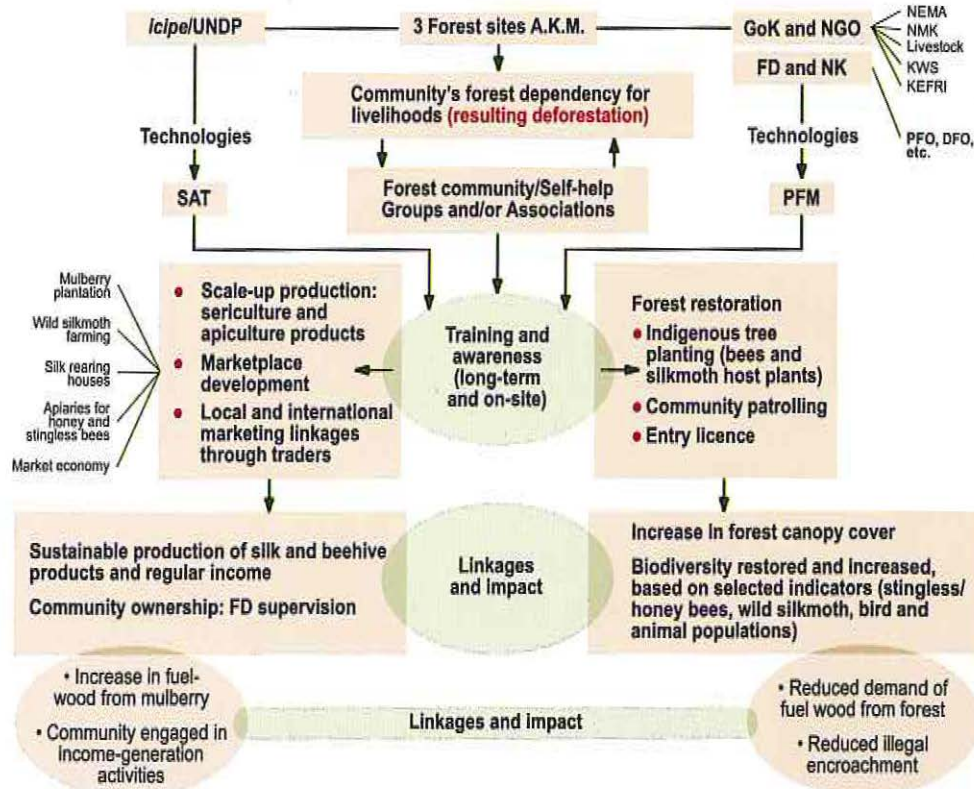 icipe/UNDP
3 Forest sites A.K.M.
GoK and NGO
NEMA
NMK
Livestock
KWS
KEFRI
FD and NK
PFO, DFO,
etc.
Community's forest dependency for
livelihoods (resulting deforestation)
Technologies
Technologies
SAT
Forest community/Self-help
Groups and/or Associations
PFM
Mulberry
plantation
Wild silkmoth
farming
Silk rearing
houses
Apiaries for
honey and
stingless bees
Market economy
• Scale-up production:
sericulture and
apiculture products
• Marketplace
development
• Local and international
marketing linkages
through traders
Training and
awareness
(long-term
and on-site)
Forest restoration
• Indigenous tree
planting (bees and
silkmoth host plants)
• Community patrolling
• Entry licence
Sustainable production of silk and beehive
products and regular income
Community ownership: FD supervision
Linkages
and impact
Increase in forest canopy cover
Biodiversity restored and increased,
based on selected indicators (stingless/
honey bees, wild silkmoth, bird and
animal populations)
• Increase in fuel-
wood from mulberry
• Community engaged in
income-generation
activities
Linkages and impact
• Reduced demand of
fuel wood from forest
• Reduced illegal
encroachment